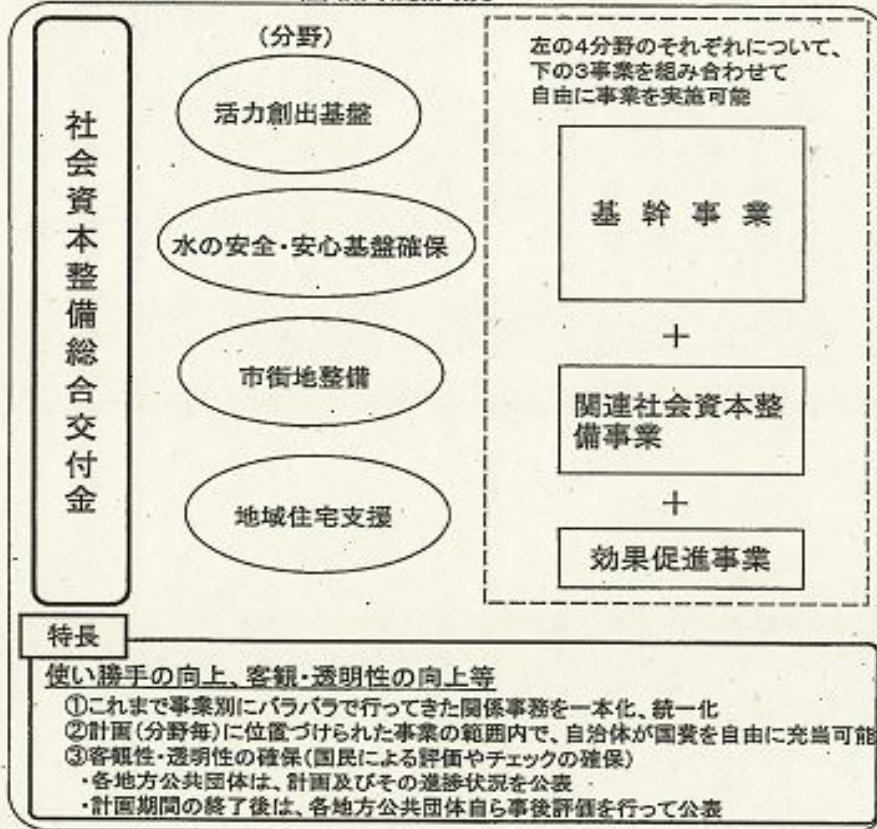 社会資本整備総合交付金
(分野)
活力創出基盤
水の安全・安心基盤確保
市街地整備
地域住宅支援
左の4分野のそれぞれについて、
下の3事業を組み合わせて
自由に事業を実施可能
基幹事業
+
関連社会資本整
備事業
+
効果促進事業
特長
使い勝手の向上、客観・透明性の向上等
①これまで事業別にバラバラで行ってきた関係事務を一本化、統一化
②計画(分野毎)に位置づけられた事業の範囲内で、自治体が国費を自由に充当可能
③客観性・透明性の確保(国民による評価やチェックの確保)
・各地方公共団体は、計画及びその進捗状況を公表
・計画期間の終了後は、各地方公共団体自ら事後評価を行って公表